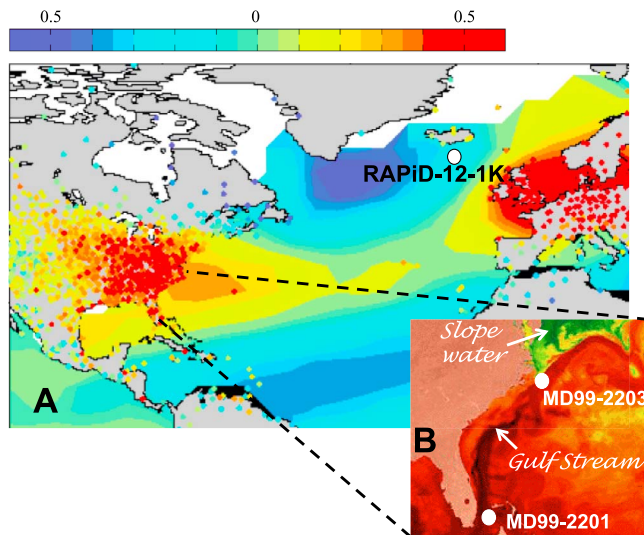 0.5 0 0.5
RAPiD-12-1K
A
Slope
water
MD99-2203
B
Gulf Stream
MD99-2201